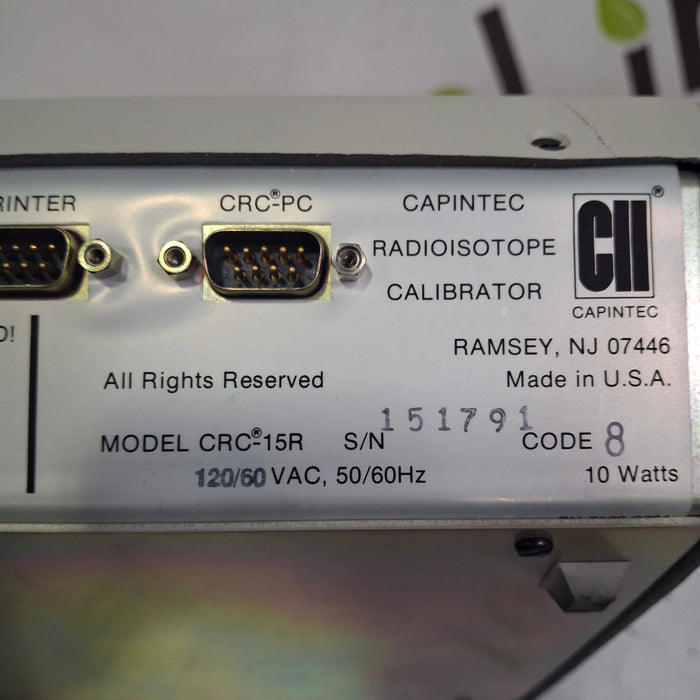 RINTER
CRC®-PC
CAPINTEC
RADIOISOTOPE
CALIBRATOR
CII®
CAPINTEC
D!
RAMSEY, NJ 07446
All Rights Reserved
Made in U.S.A.
MODEL CRC®-15R S/N 151791 CODE 8
120/60 VAC, 50/60Hz
10 Watts